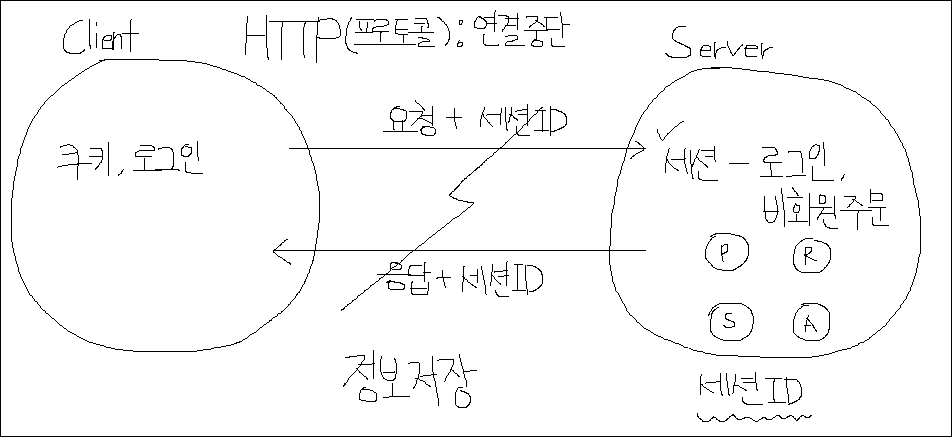 Client
HTTP(프로토콜): 연결중단
Server
요청 + 세션ID
쿠키, 로그인
✓세션 - 로그인,
비회원주문
P R
응답 + 세션ID
S A
정보저장
세션ID